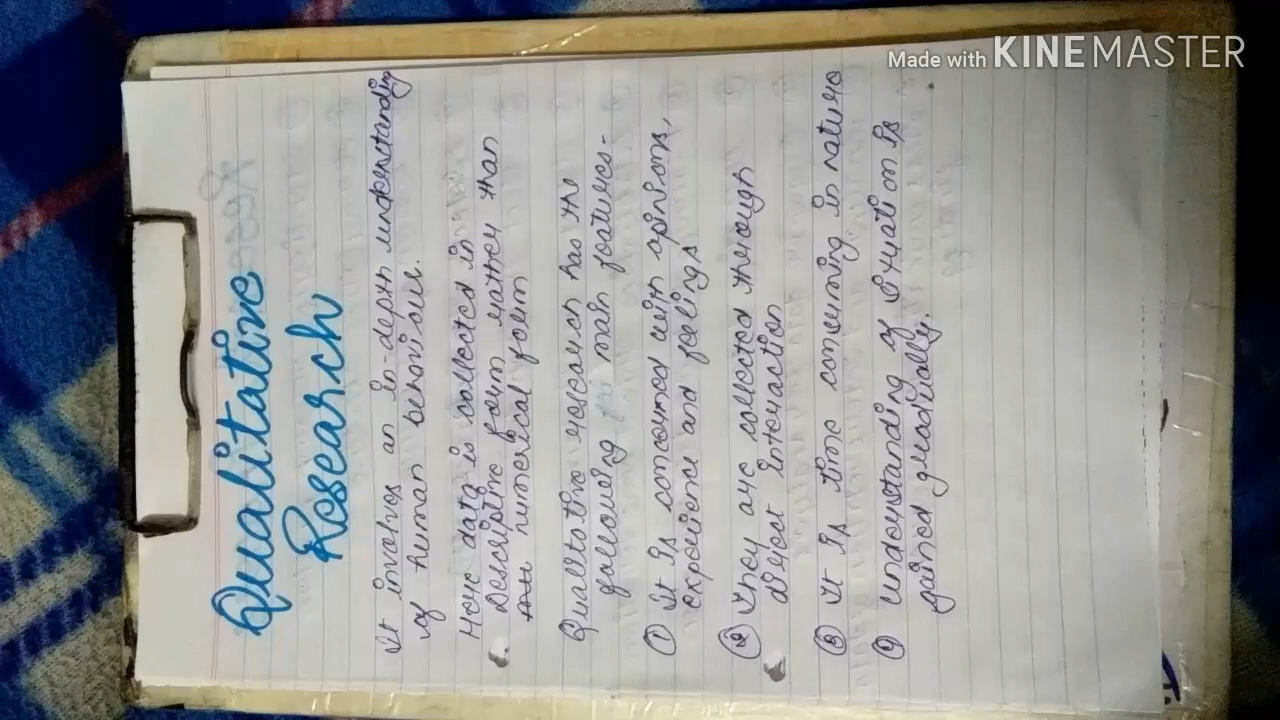 Made with KINEMASTER
Qualitative
Research
It involves an in-depth understanding
of human behaviour.
Here data is collected in
Descriptive form rather than
numerical form
Qualitative research has the
following main features-
① It is concerned with opinions,
experience and feelings
② They are collected through
direct interaction
③ It is time consuming in nature
④ understanding of situation is
gained greadually.